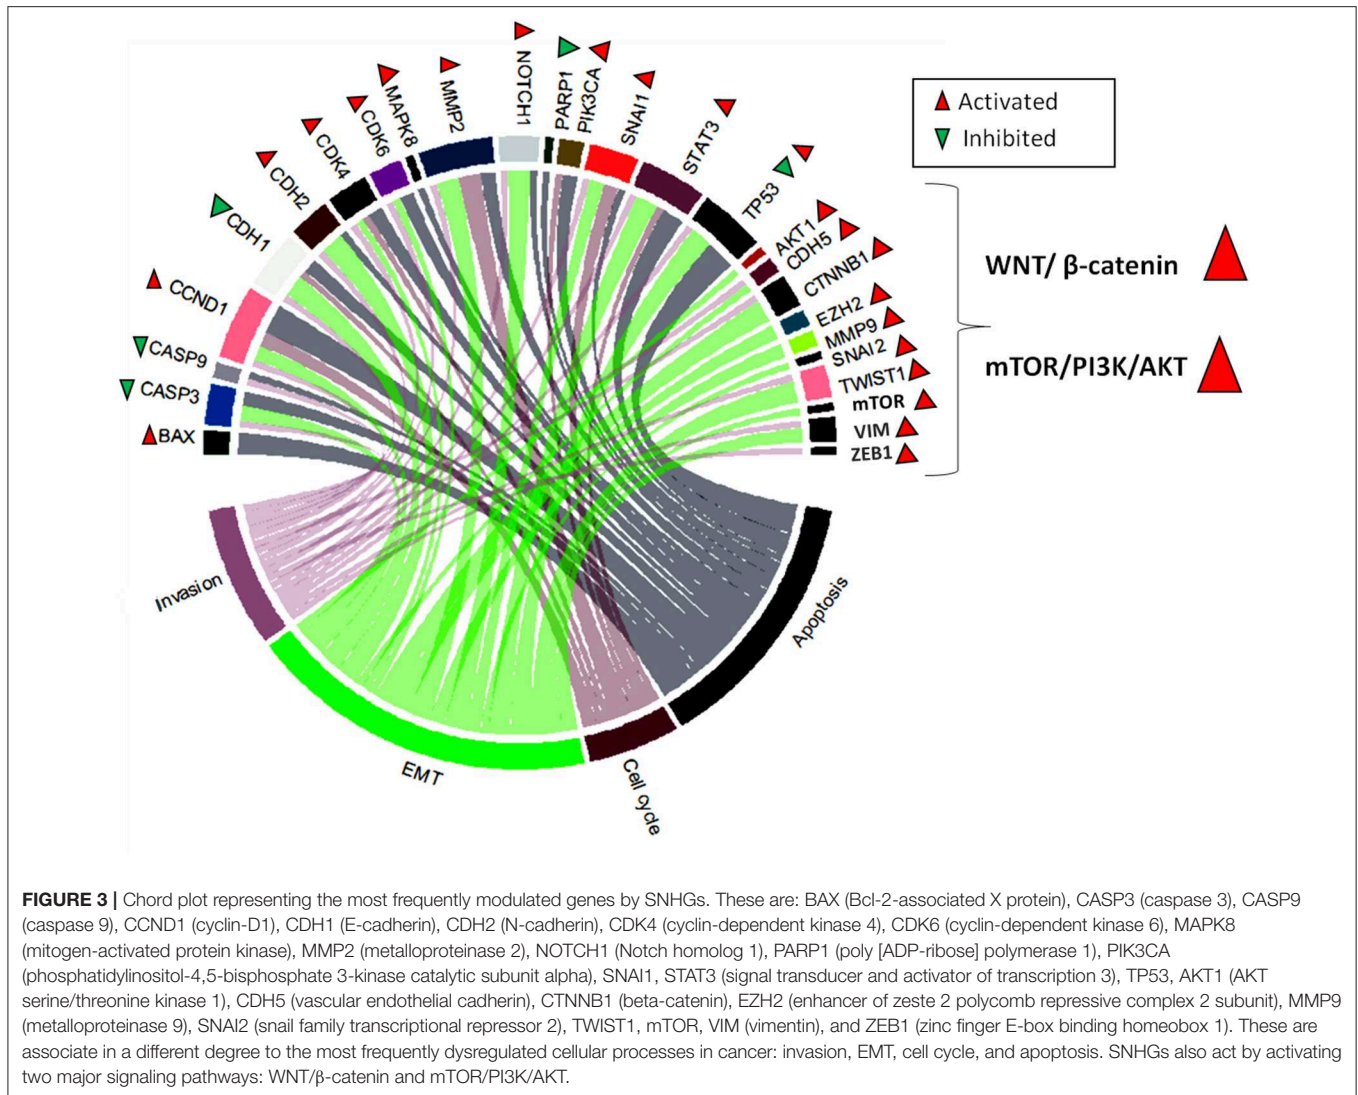 BAX
CASP3
CASP9
CCND1
CDH1
CDH2
CDK4
CDK6
MAPK8
MMP2
NOTCH1
PARP1
PIK3CA
SNAI1
STAT3
TP53
AKT1
CDH5
CTNNB1
EZH2
MMP9
SNAI2
TWIST1
mTOR
VIM
ZEB1
Activated
Inhibited
WNT/ β-catenin
mTOR/PI3K/AKT
Invasion
EMT
Cell cycle
Apoptosis
FIGURE 3 | Chord plot representing the most frequently modulated genes by SNHGs. These are: BAX (Bcl-2-associated X protein), CASP3 (caspase 3), CASP9
(caspase 9), CCND1 (cyclin-D1), CDH1 (E-cadherin), CDH2 (N-cadherin), CDK4 (cyclin-dependent kinase 4), CDK6 (cyclin-dependent kinase 6), MAPK8
(mitogen-activated protein kinase), MMP2 (metalloproteinase 2), NOTCH1 (Notch homolog 1), PARP1 (poly [ADP-ribose] polymerase 1), PIK3CA
(phosphatidylinositol-4,5-bisphosphate 3-kinase catalytic subunit alpha), SNAI1, STAT3 (signal transducer and activator of transcription 3), TP53, AKT1 (AKT
serine/threonine kinase 1), CDH5 (vascular endothelial cadherin), CTNNB1 (beta-catenin), EZH2 (enhancer of zeste 2 polycomb repressive complex 2 subunit), MMP9
(metalloproteinase 9), SNAI2 (snail family transcriptional repressor 2), TWIST1, mTOR, VIM (vimentin), and ZEB1 (zinc finger E-box binding homeobox 1). These are
associate in a different degree to the most frequently dysregulated cellular processes in cancer: invasion, EMT, cell cycle, and apoptosis. SNHGs also act by activating
two major signaling pathways: WNT/β-catenin and mTOR/PI3K/AKT.